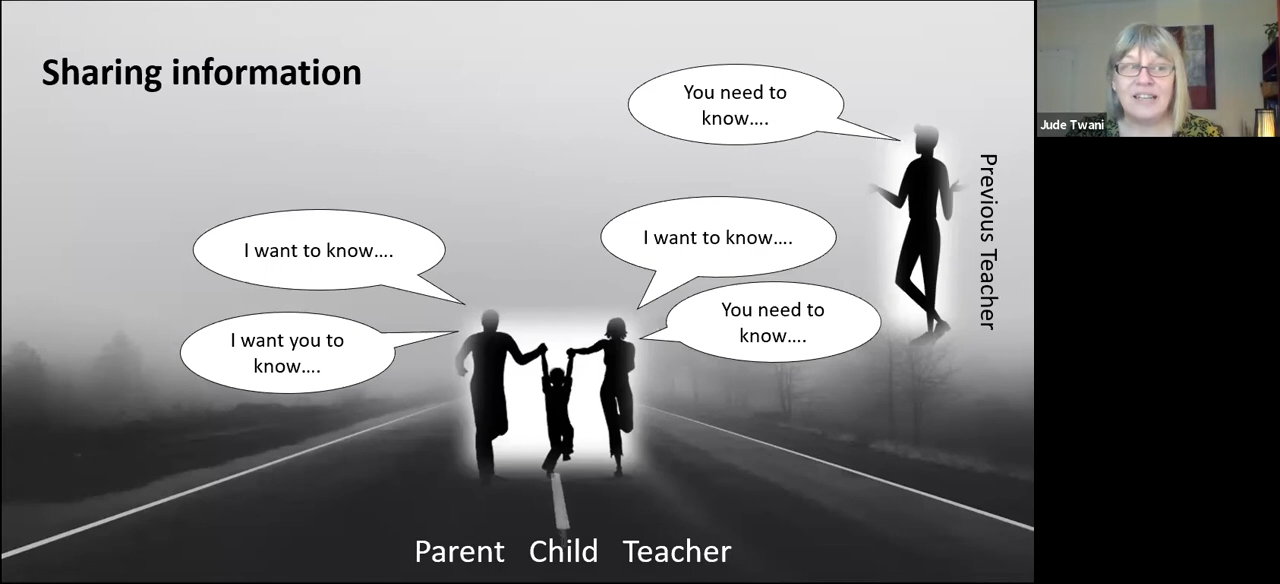 Sharing information
You need to
know....
Previous Teacher
I want to know....
I want to know....
I want you to
know....
You need to
know....
Parent Child Teacher
Jude Twani